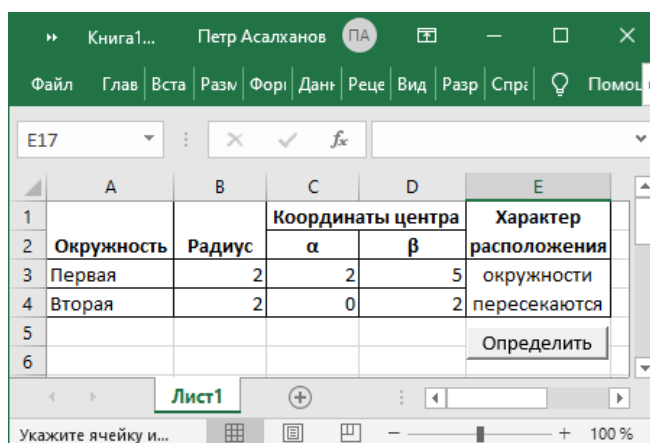 Книга1... Петр Асалханов ПА
Файл Глав Вста Разм Форм Данн Реце Вид Разр Спра Помощ
E17 fx
A B C D E
1 Координаты центра Характер
2 Окружность Радиус α β расположения
3 Первая 2 2 5 окружности
4 Вторая 2 0 2 пересекаются
5 Определить
6
Лист1
Укажите ячейку и... 100 %